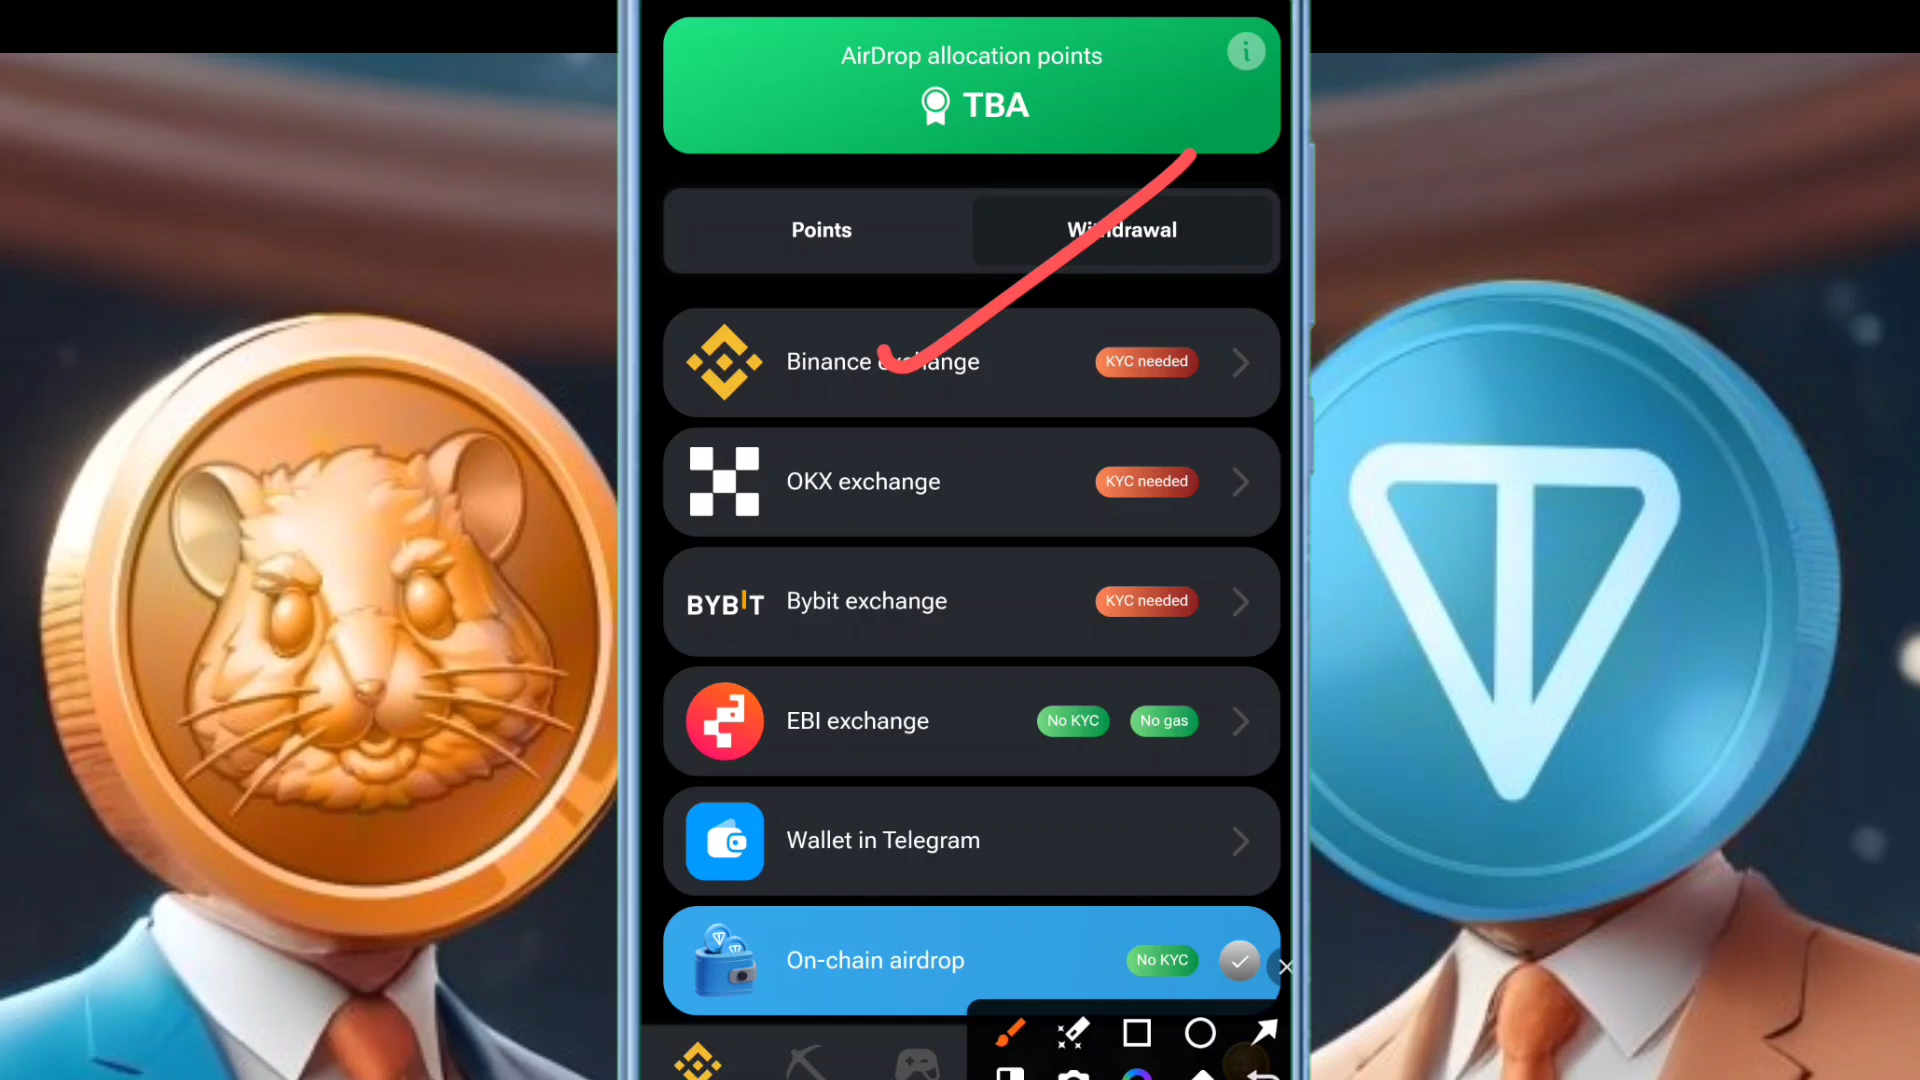 AirDrop allocation points
TBA
Points
Withdrawal
Binance exchange
KYC needed
OKX exchange
KYC needed
BYBIT
Bybit exchange
KYC needed
EBI exchange
No KYC
No gas
Wallet in Telegram
On-chain airdrop
No KYC